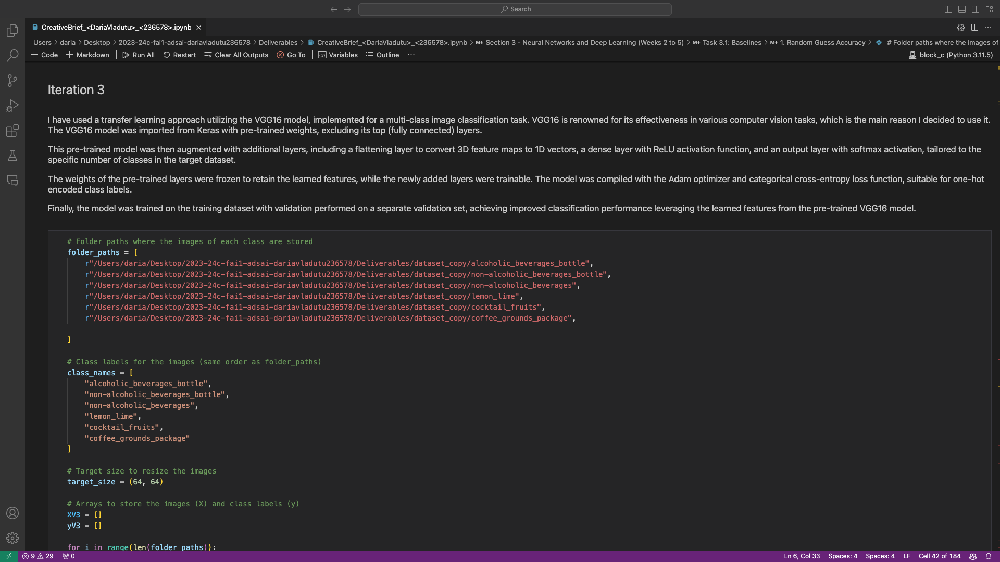 Search
CreativeBrief_<DariaVladutu>_<236578>.ipynb
Users > daria > Desktop > 2023-24c-fai1-adsai-dariavladutu236578 > Deliverables > CreativeBrief_<DariaVladutu>_<236578>.ipynb > M↓ Section 3 - Neural Networks and Deep Learning (Weeks 2 to 5) > M↓ Task 3.1: Baselines > M↓ 1. Random Guess Accuracy > # Folder paths where the images of
+ Code + Markdown | Run All Restart Clear All Outputs Go To | Variables Outline ... block_c (Python 3.11.5)
Iteration 3
I have used a transfer learning approach utilizing the VGG16 model, implemented for a multi-class image classification task. VGG16 is renowned for its effectiveness in various computer vision tasks, which is the main reason I decided to use it.
The VGG16 model was imported from Keras with pre-trained weights, excluding its top (fully connected) layers.
This pre-trained model was then augmented with additional layers, including a flattening layer to convert 3D feature maps to 1D vectors, a dense layer with ReLU activation function, and an output layer with softmax activation, tailored to the
specific number of classes in the target dataset.
The weights of the pre-trained layers were frozen to retain the learned features, while the newly added layers were trainable. The model was compiled with the Adam optimizer and categorical cross-entropy loss function, suitable for one-hot
encoded class labels.
Finally, the model was trained on the training dataset with validation performed on a separate validation set, achieving improved classification performance leveraging the learned features from the pre-trained VGG16 model.
# Folder paths where the images of each class are stored
folder_paths = [
r"/Users/daria/Desktop/2023-24c-fai1-adsai-dariavladutu236578/Deliverables/dataset_copy/alcoholic_beverages_bottle",
r"/Users/daria/Desktop/2023-24c-fai1-adsai-dariavladutu236578/Deliverables/dataset_copy/non-alcoholic_beverages_bottle",
r"/Users/daria/Desktop/2023-24c-fai1-adsai-dariavladutu236578/Deliverables/dataset_copy/non-alcoholic_beverages",
r"/Users/daria/Desktop/2023-24c-fai1-adsai-dariavladutu236578/Deliverables/dataset_copy/lemon_lime",
r"/Users/daria/Desktop/2023-24c-fai1-adsai-dariavladutu236578/Deliverables/dataset_copy/cocktail_fruits",
r"/Users/daria/Desktop/2023-24c-fai1-adsai-dariavladutu236578/Deliverables/dataset_copy/coffee_grounds_package",
]
# Class labels for the images (same order as folder_paths)
class_names = [
"alcoholic_beverages_bottle",
"non-alcoholic_beverages_bottle",
"non-alcoholic_beverages",
"lemon_lime",
"cocktail_fruits",
"coffee_grounds_package"
]
# Target size to resize the images
target_size = (64, 64)
# Arrays to store the images (X) and class labels (y)
XV3 = []
yV3 = []
for i in range(len(folder_paths)):
9 29 0 Ln 6, Col 33 Spaces: 4 Spaces: 4 LF Cell 42 of 184